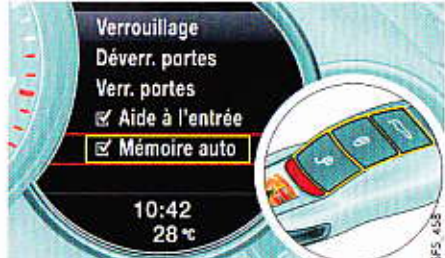 Verrouillage
Déverr. portes
Verr. portes
Aide à l'entrée
Mémoire auto
10:42
28 °C